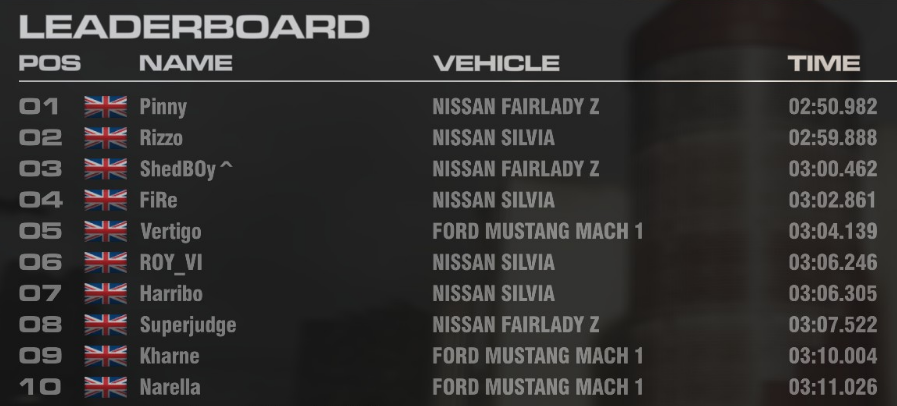 LEADERBOARD
POS NAME VEHICLE TIME
01 Pinny NISSAN FAIRLADY Z 02:50.982
02 Rizzo NISSAN SILVIA 02:59.888
03 ShedBOy ^ NISSAN FAIRLADY Z 03:00.462
04 FiRe NISSAN SILVIA 03:02.861
05 Vertigo FORD MUSTANG MACH 1 03:04.139
06 ROY_VI NISSAN SILVIA 03:06.246
07 Harribo NISSAN SILVIA 03:06.305
08 Superjudge NISSAN FAIRLADY Z 03:07.522
09 Kharne FORD MUSTANG MACH 1 03:10.004
10 Narella FORD MUSTANG MACH 1 03:11.026